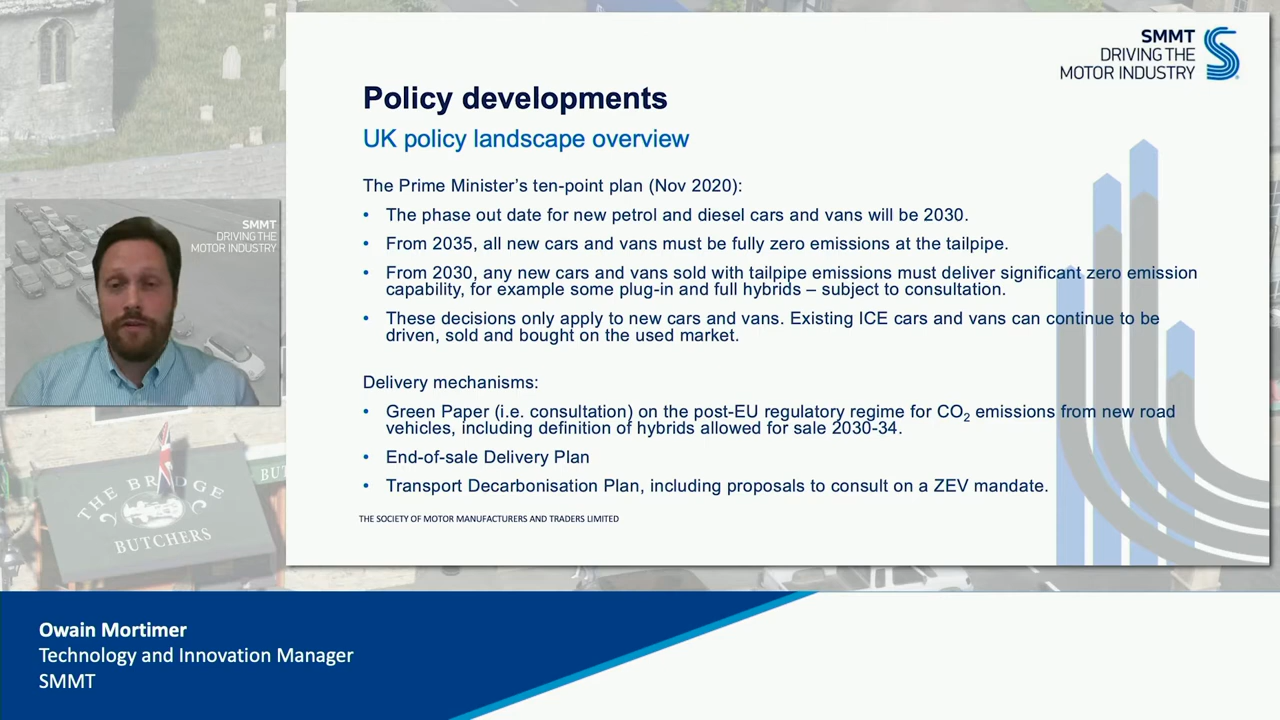 SMMT
DRIVING THE
MOTOR INDUSTRY
Policy developments
UK policy landscape overview
The Prime Minister’s ten-point plan (Nov 2020):
• The phase out date for new petrol and diesel cars and vans will be 2030.
• From 2035, all new cars and vans must be fully zero emissions at the tailpipe.
• From 2030, any new cars and vans sold with tailpipe emissions must deliver significant zero emission
capability, for example some plug-in and full hybrids – subject to consultation.
• These decisions only apply to new cars and vans. Existing ICE cars and vans can continue to be
driven, sold and bought on the used market.
Delivery mechanisms:
• Green Paper (i.e. consultation) on the post-EU regulatory regime for CO₂ emissions from new road
vehicles, including definition of hybrids allowed for sale 2030-34.
• End-of-sale Delivery Plan
• Transport Decarbonisation Plan, including proposals to consult on a ZEV mandate.
THE SOCIETY OF MOTOR MANUFACTURERS AND TRADERS LIMITED
SMMT
DRIVING THE
MOTOR INDUSTRY
THE BRIDGE
BUTCHERS
BU
Owain Mortimer
Technology and Innovation Manager
SMMT